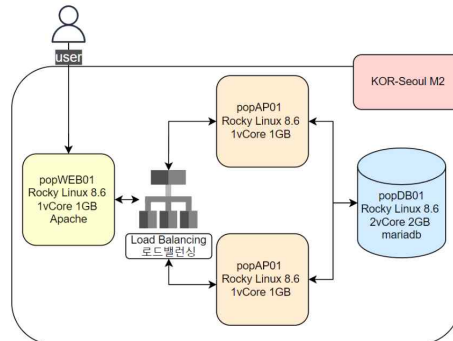 user
KOR-Seoul M2
popAP01
Rocky Linux 8.6
1vCore 1GB
popWEB01
Rocky Linux 8.6
1vCore 1GB
Apache
Load Balancing
로드밸런싱
popDB01
Rocky Linux 8.6
2vCore 2GB
mariadb
popAP01
Rocky Linux 8.6
1vCore 1GB